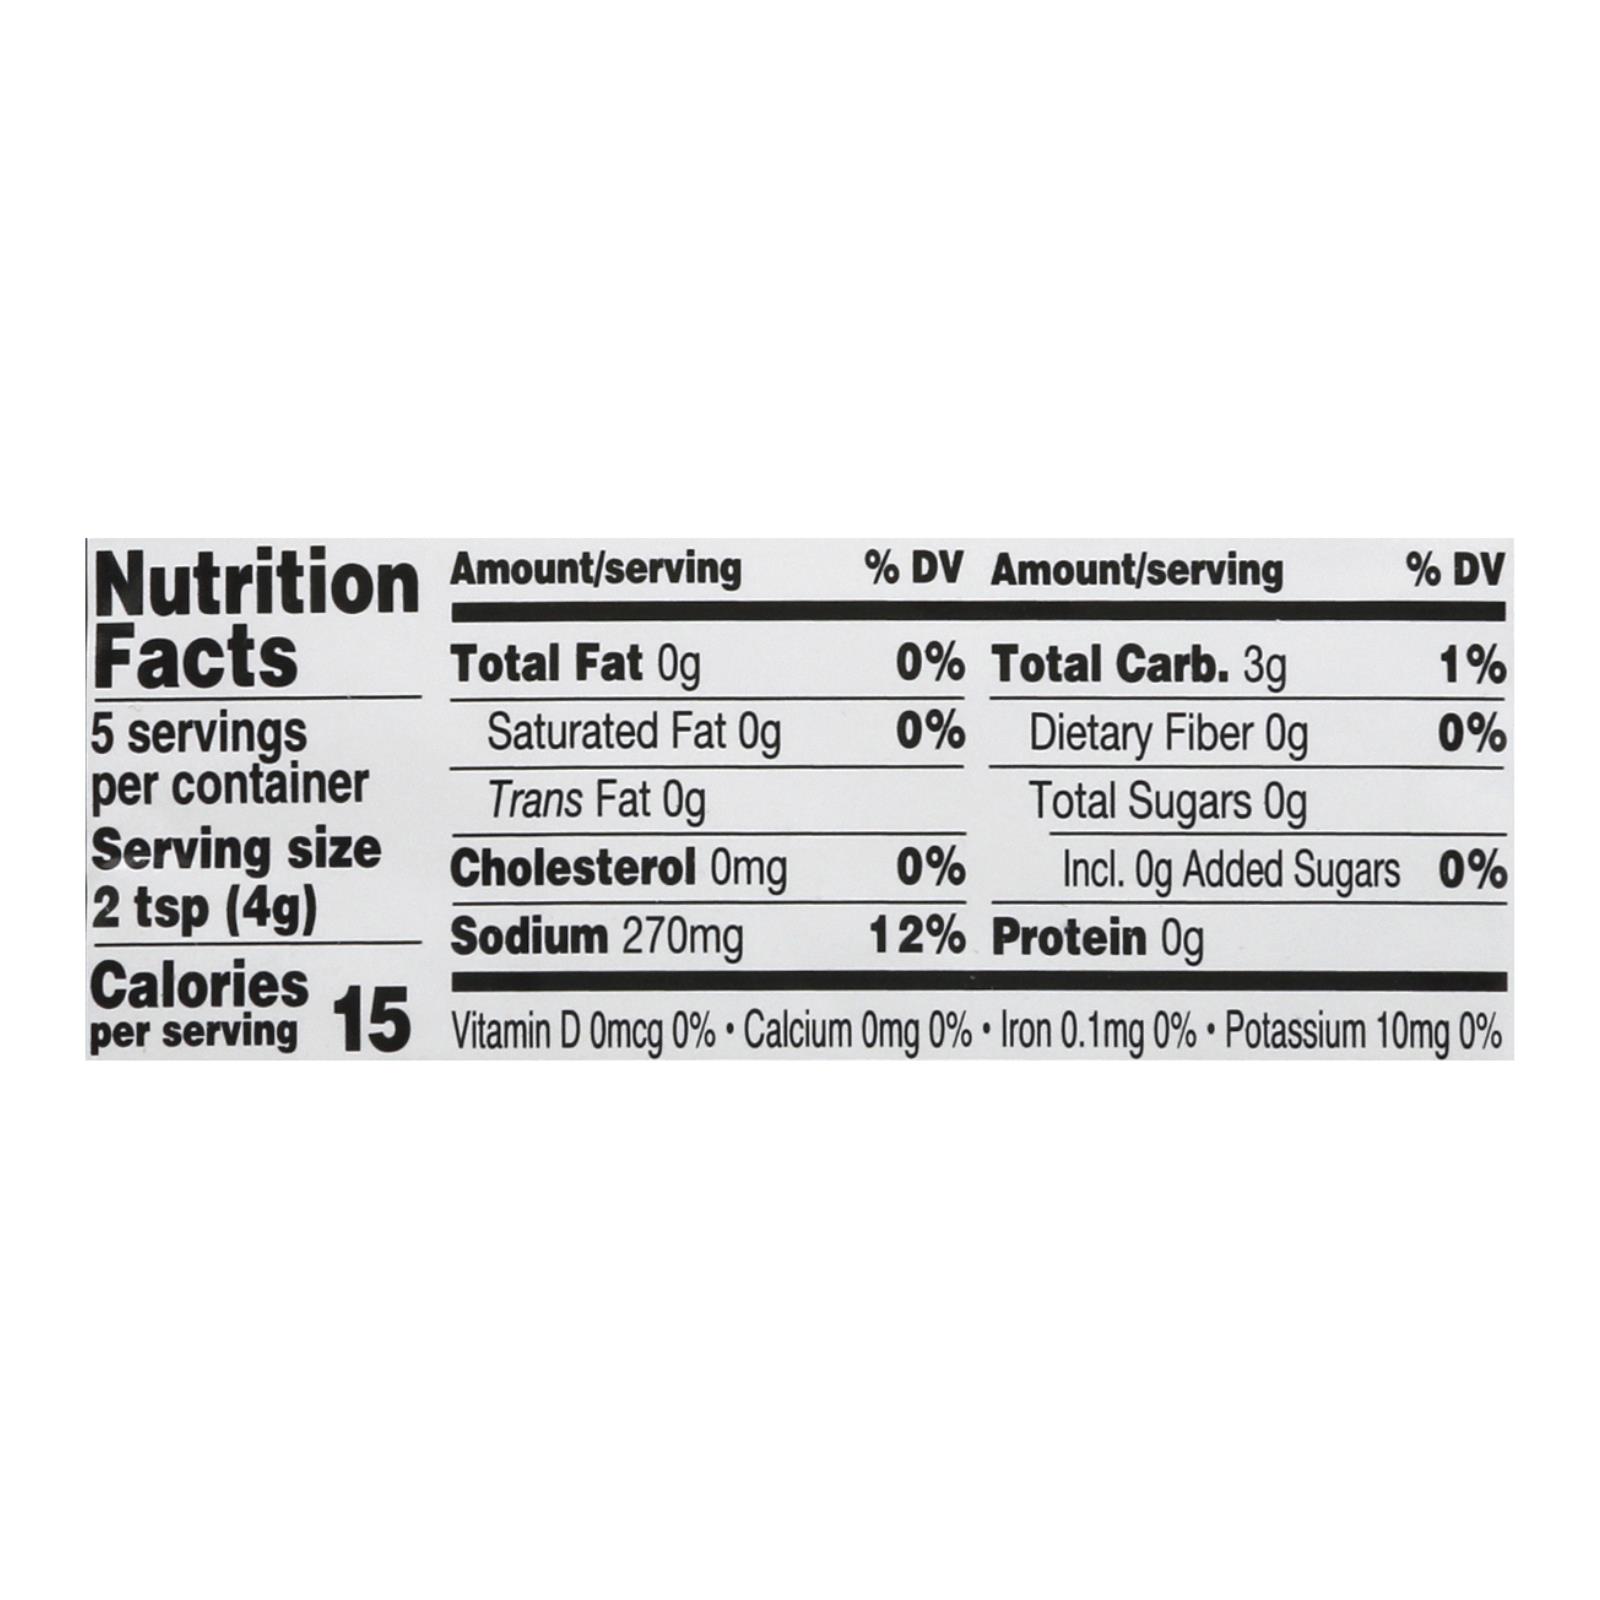 Nutrition
Facts
5 servings
per container
Serving size
2 tsp (4g)
Calories
per serving 15
Amount/serving % DV
Total Fat 0g 0%
Saturated Fat 0g 0%
Trans Fat 0g
Cholesterol 0mg 0%
Sodium 270mg 12%
Amount/serving % DV
Total Carb. 3g 1%
Dietary Fiber 0g 0%
Total Sugars 0g
Incl. 0g Added Sugars 0%
Protein 0g
Vitamin D 0mcg 0% • Calcium 0mg 0% • Iron 0.1mg 0% • Potassium 10mg 0%